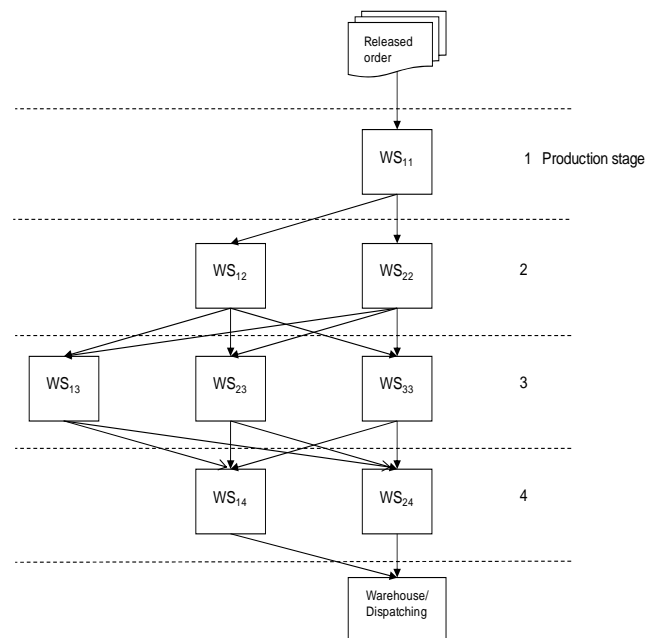 Released
order
WS11
1 Production stage
WS12
WS22
2
WS13
WS23
WS33
3
WS14
WS24
4
Warehouse/
Dispatching